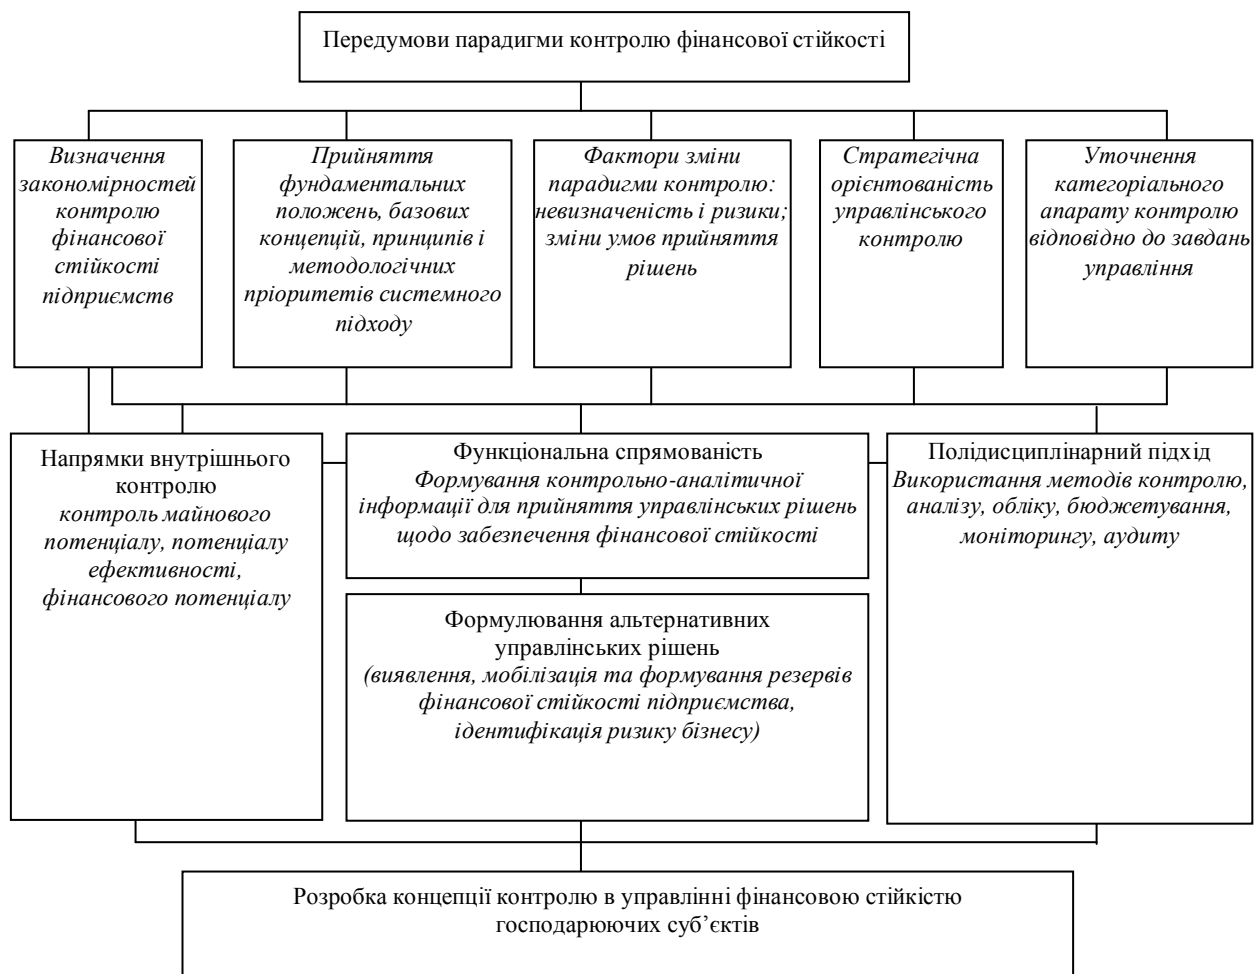 Передумови парадигми контролю фінансової стійкості
Визначення
закономірностей
контролю
фінансової
стійкості
підприємств
Прийняття
фундаментальних
положень, базових
концепцій, принципів і
методологічних
пріоритетів системного
підходу
Фактори зміни
парадигми контролю:
невизначеність і ризики;
зміни умов прийняття
рішень
Стратегічна
орієнтованість
управлінського
контролю
Уточнення
категоріального
апарату контролю
відповідно до завдань
управління
Напрямки внутрішнього
контролю
контроль майнового
потенціалу, потенціалу
ефективності,
фінансового потенціалу
Функціональна спрямованість
Формування контрольно-аналітичної
інформації для прийняття управлінських рішень
щодо забезпечення фінансової стійкості
Полідисциплінарний підхід
Використання методів контролю,
аналізу, обліку, бюджетування,
моніторингу, аудиту
Формулювання альтернативних
управлінських рішень
(виявлення, мобілізація та формування резервів
фінансової стійкості підприємства,
ідентифікація ризику бізнесу)
Розробка концепції контролю в управлінні фінансовою стійкістю
господарюючих суб’єктів